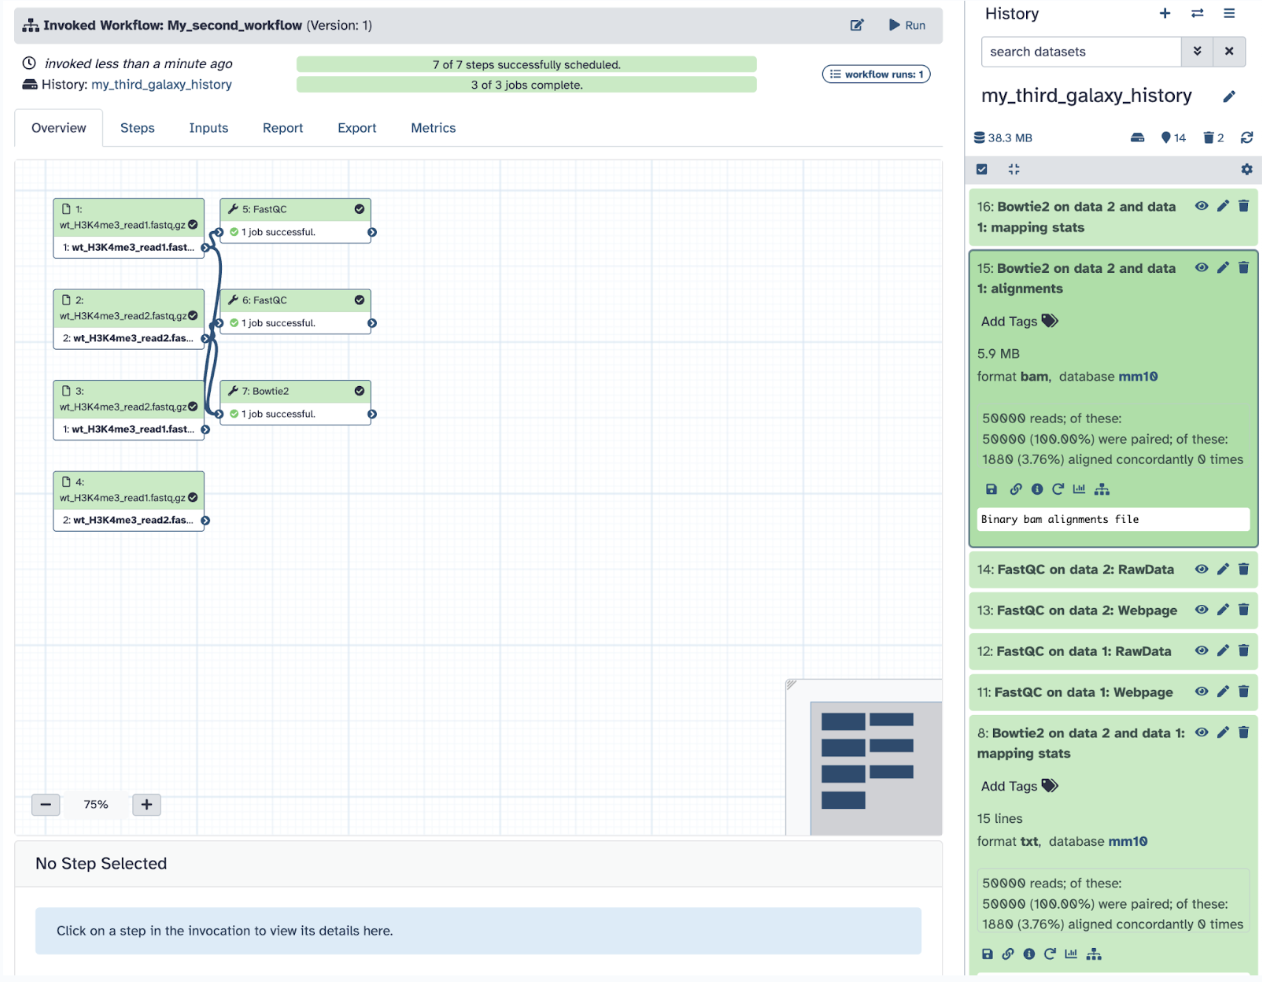 Invoked Workflow: My_second_workflow (Version: 1)
Run
invoked less than a minute ago
History: my_third_galaxy_history
7 of 7 steps successfully scheduled.
3 of 3 jobs complete.
workflow runs: 1
Overview
Steps
Inputs
Report
Export
Metrics
1:
wt_H3K4me3_read1.fastq.gz
1: wt_H3K4me3_read1.fast...
2:
wt_H3K4me3_read2.fastq.gz
2: wt_H3K4me3_read2.fas...
3:
wt_H3K4me3_read2.fastq.gz
1: wt_H3K4me3_read1.fast...
4:
wt_H3K4me3_read1.fastq.gz
2: wt_H3K4me3_read2.fas...
5: FastQC
1 job successful.
6: FastQC
1 job successful.
7: Bowtie2
1 job successful.
75%
No Step Selected
Click on a step in the invocation to view its details here.
History
search datasets
my_third_galaxy_history
38.3 MB
14
2
16: Bowtie2 on data 2 and data
1: mapping stats
15: Bowtie2 on data 2 and data
1: alignments
Add Tags
5.9 MB
format bam, database mm10
50000 reads; of these:
50000 (100.00%) were paired; of these:
1880 (3.76%) aligned concordantly 0 times
Binary bam alignments file
14: FastQC on data 2: RawData
13: FastQC on data 2: Webpage
12: FastQC on data 1: RawData
11: FastQC on data 1: Webpage
8: Bowtie2 on data 2 and data 1:
mapping stats
Add Tags
15 lines
format txt, database mm10
50000 reads; of these:
50000 (100.00%) were paired; of these:
1880 (3.76%) aligned concordantly 0 times